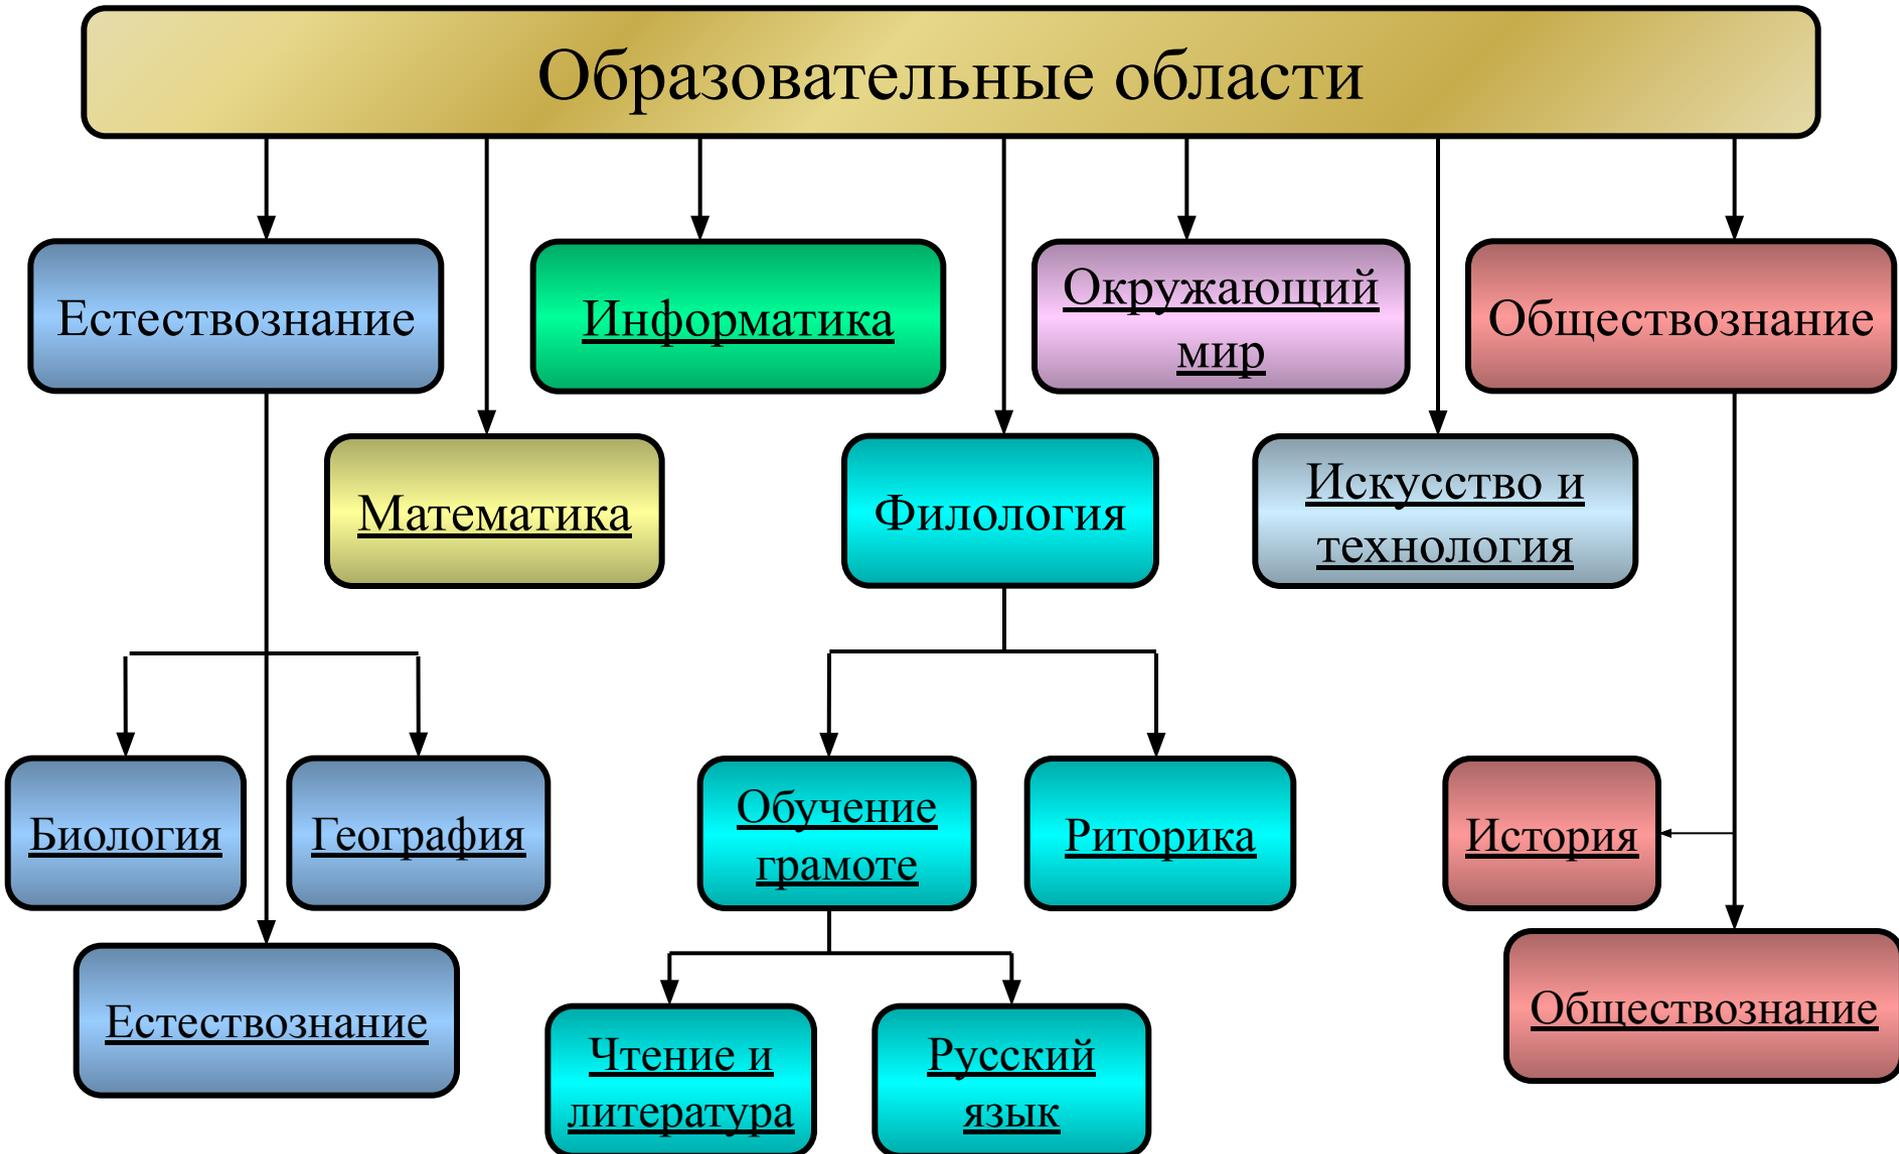 Образовательные области
Естествознание
Информатика
Окружающий
мир
Обществознание
Математика
Филология
Искусство и
технология
Биология
География
Обучение
грамоте
Риторика
История
Естествознание
Обществознание
Чтение и
литература
Русский
язык